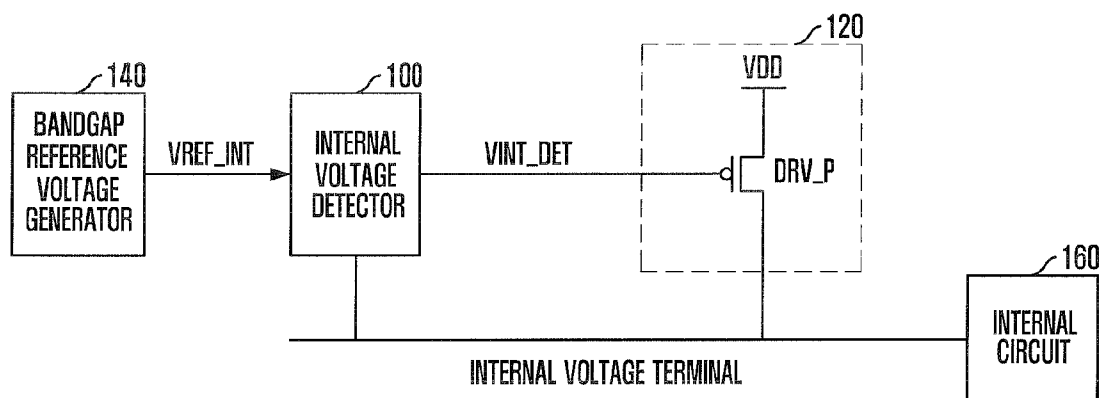 120
140
100
VDD
BANDGAP
REFERENCE
VOLTAGE
GENERATOR
VREF_INT
INTERNAL
VOLTAGE
DETECTOR
VINT_DET
DRV_P
160
INTERNAL
CIRCUIT
INTERNAL VOLTAGE TERMINAL